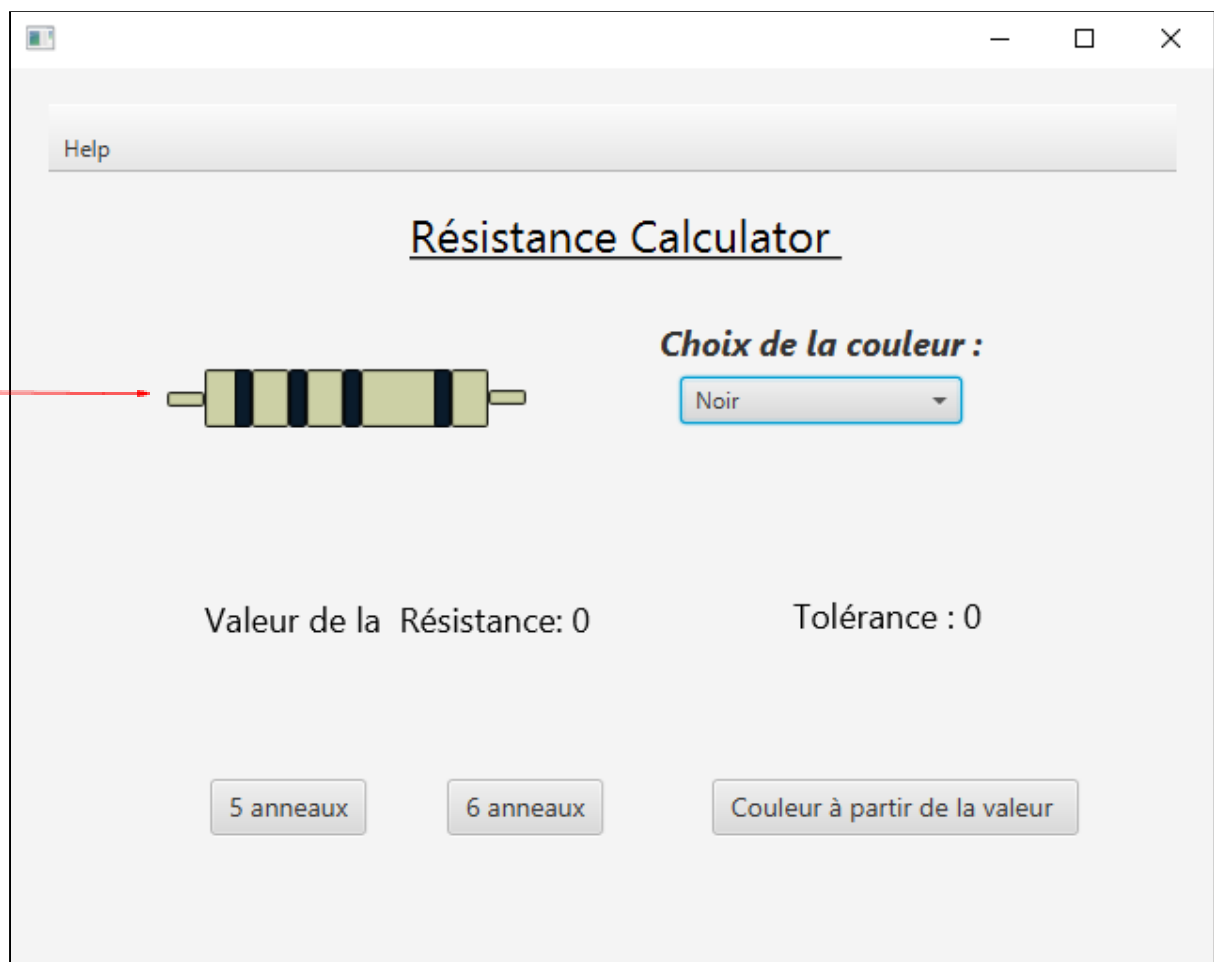 Help
Résistance Calculator
Choix de la couleur :
Noir
Valeur de la  Résistance: 0
Tolérance : 0
5 anneaux
6 anneaux
Couleur à partir de la valeur